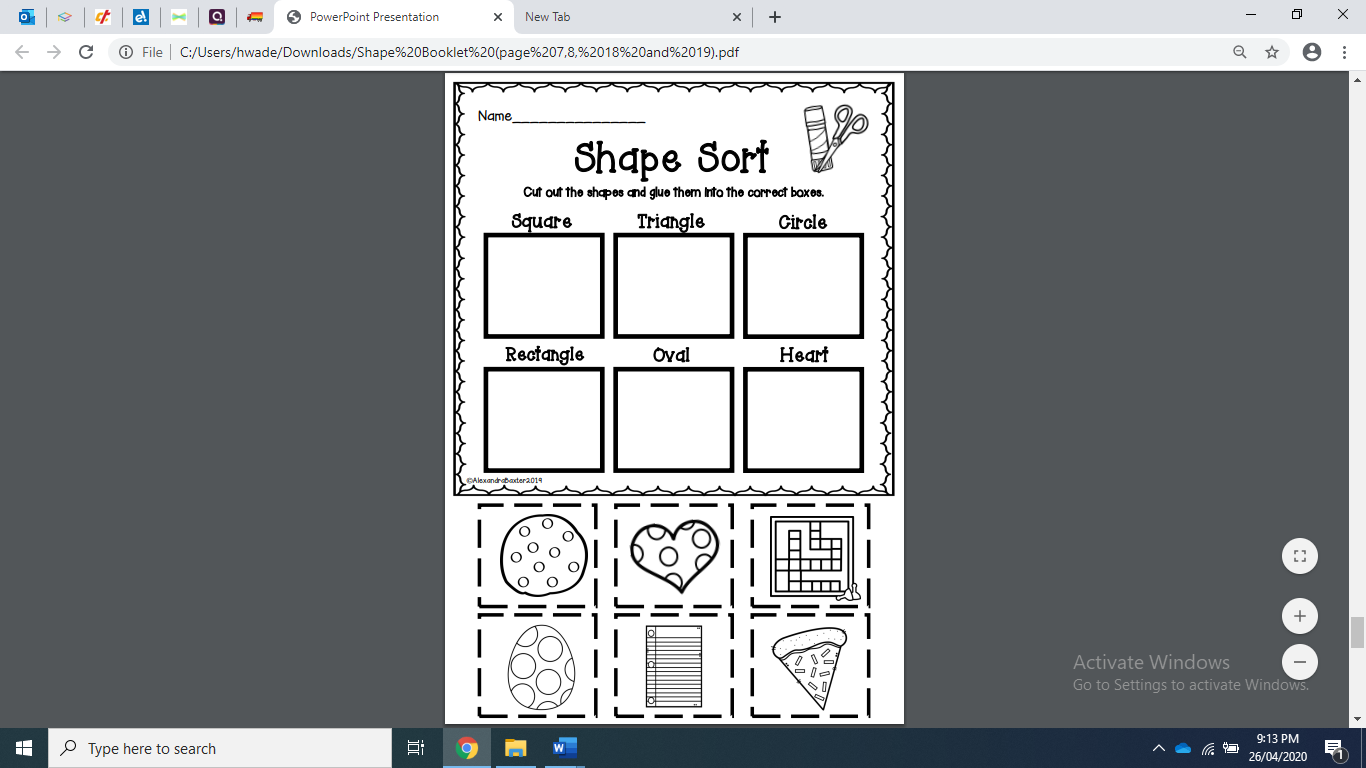 PowerPoint Presentation
New Tab
File
C:/Users/hwade/Downloads/Shape%20Booklet%20(page%207,8,%2018%20and%2019).pdf
Name_______________
Shape Sort
Cut out the shapes and glue them into the correct boxes.
Square Triangle Circle
Rectangle Oval Heart
©AlexandraBaxter2019
Activate Windows
Go to Settings to activate Windows.
Type here to search
9:13 PM
26/04/2020
1